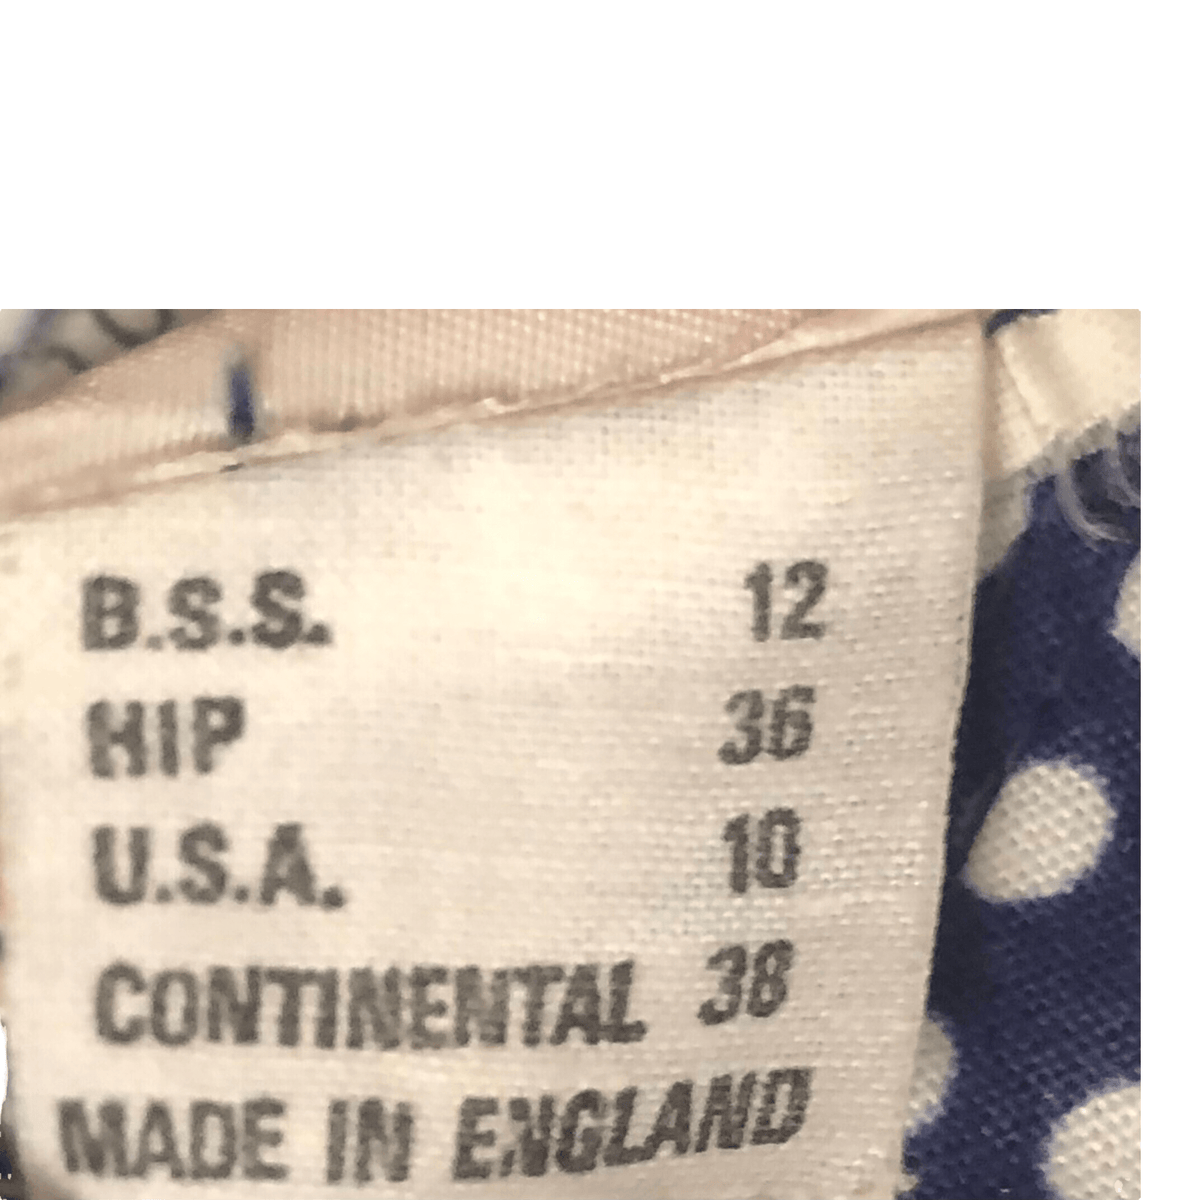 B.S.S. 12
HIP 36
U.S.A. 10
CONTINENTAL 38
MADE IN ENGLAND